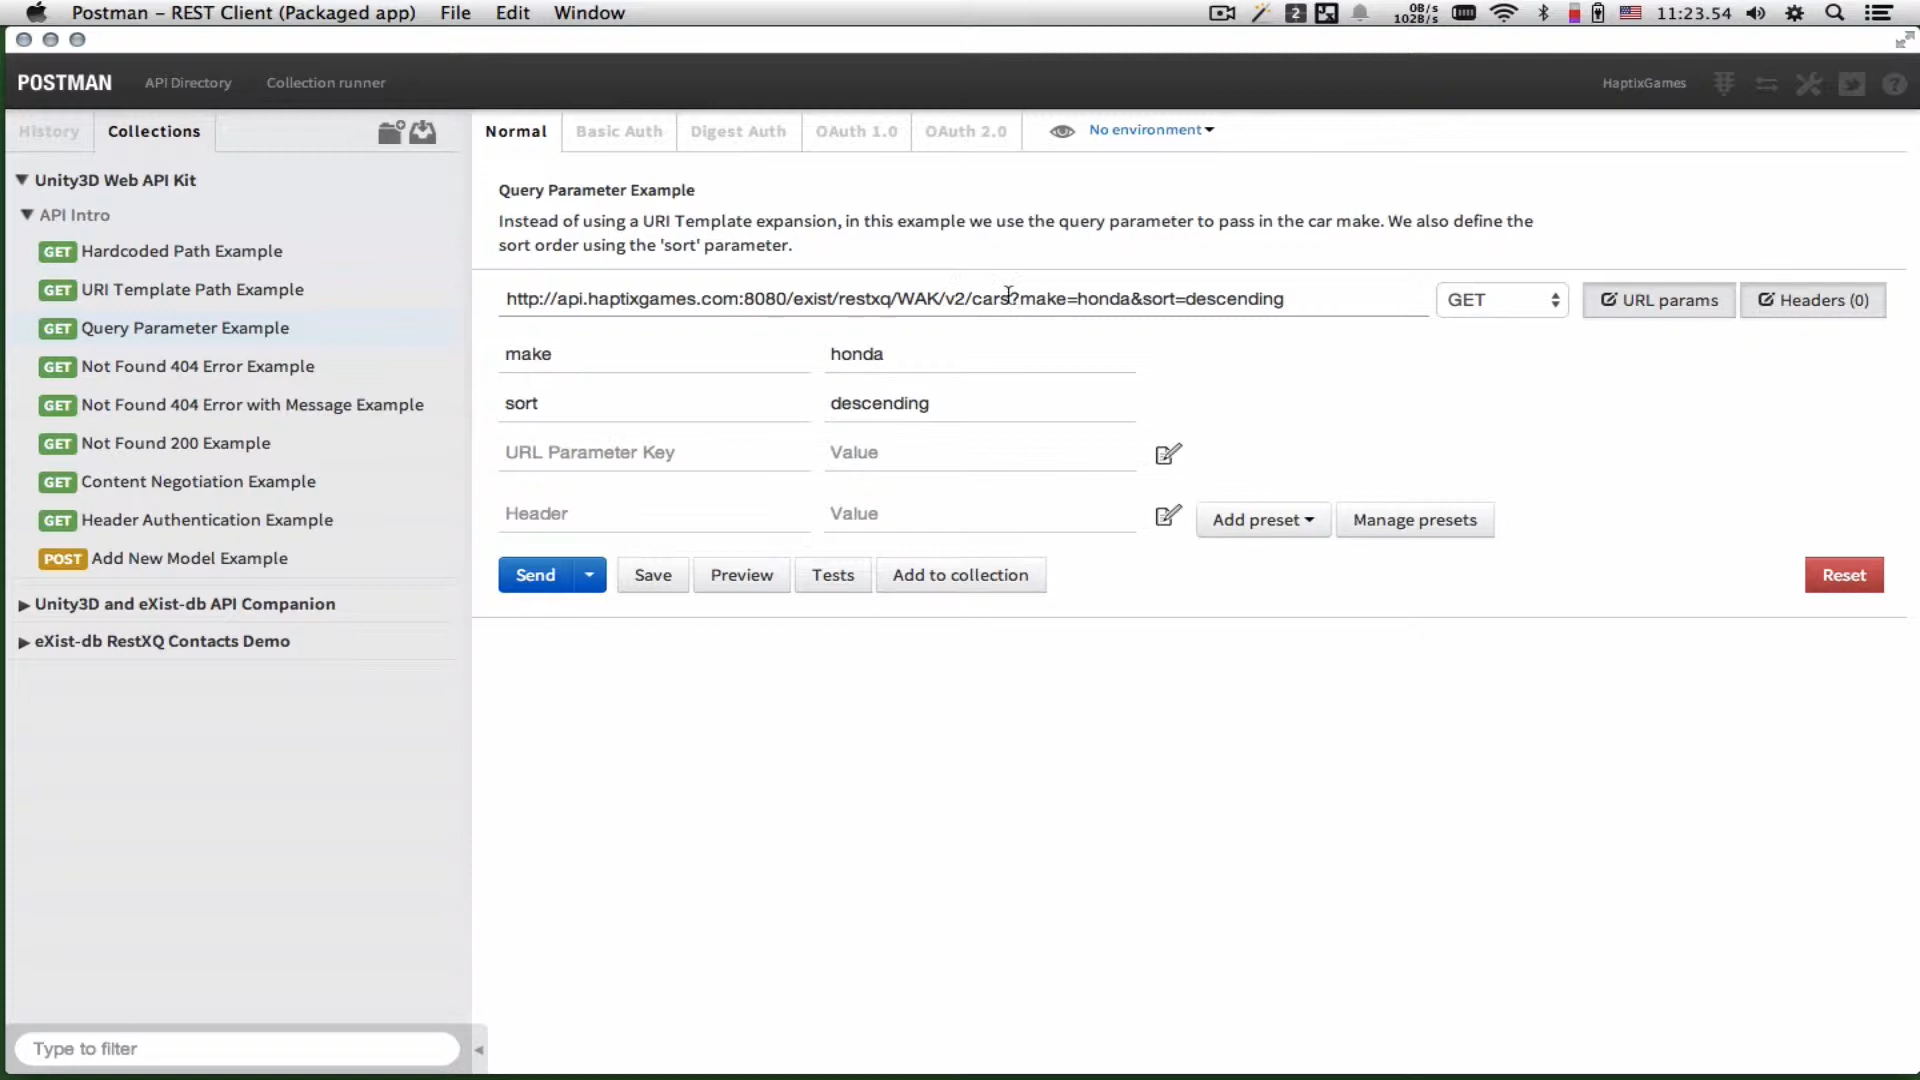 Postman – REST Client (Packaged app) File Edit Window
2 0B/s 102B/s 11:23.54
POSTMAN API Directory Collection runner HaptixGames
History Collections
Unity3D Web API Kit
API Intro
GET Hardcoded Path Example
GET URI Template Path Example
GET Query Parameter Example
GET Not Found 404 Error Example
GET Not Found 404 Error with Message Example
GET Not Found 200 Example
GET Content Negotiation Example
GET Header Authentication Example
POST Add New Model Example
Unity3D and eXist-db API Companion
eXist-db RestXQ Contacts Demo
Type to filter
Normal Basic Auth Digest Auth OAuth 1.0 OAuth 2.0 No environment
Query Parameter Example
Instead of using a URI Template expansion, in this example we use the query parameter to pass in the car make. We also define the
sort order using the 'sort' parameter.
http://api.haptixgames.com:8080/exist/restxq/WAK/v2/cars?make=honda&sort=descending GET URL params Headers (0)
make honda
sort descending
URL Parameter Key Value
Header Value Add preset Manage presets
Send Save Preview Tests Add to collection Reset